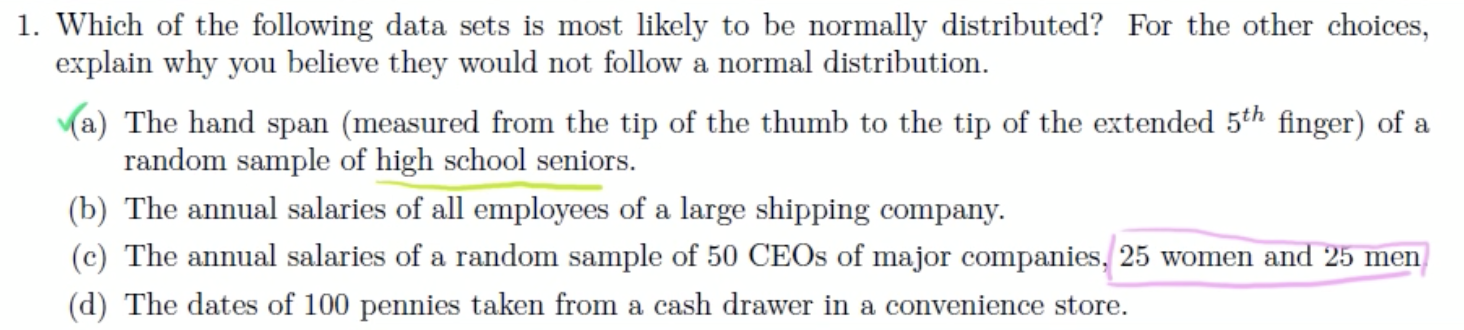 1. Which of the following data sets is most likely to be normally distributed? For the other choices,
explain why you believe they would not follow a normal distribution.
(a) The hand span (measured from the tip of the thumb to the tip of the extended 5th finger) of a
random sample of high school seniors.
(b) The annual salaries of all employees of a large shipping company.
(c) The annual salaries of a random sample of 50 CEOs of major companies, 25 women and 25 men.
(d) The dates of 100 pennies taken from a cash drawer in a convenience store.